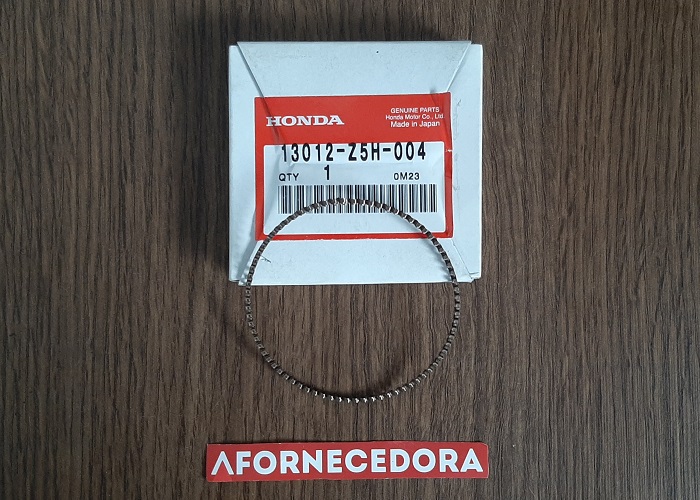 HONDA
GENUINE PARTS
Honda Motor Co., Ltd
Made in Japan
13012-Z5H-004
QTY 1 0M23
AFORNECEDORA